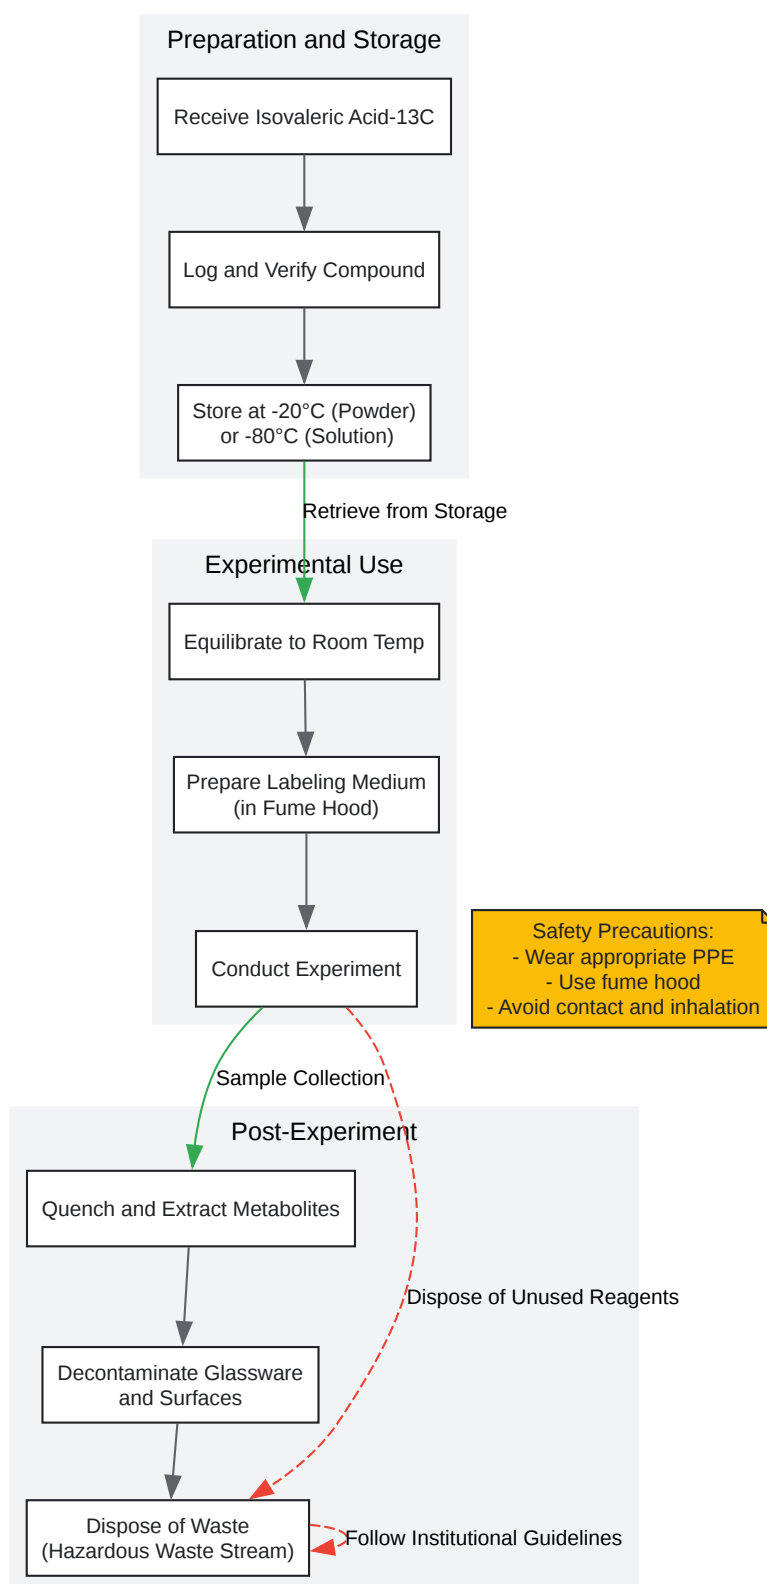 Preparation and Storage
Receive Isovaleric Acid-13C
Log and Verify Compound
Store at -20°C (Powder)
or -80°C (Solution)
Retrieve from Storage
Experimental Use
Equilibrate to Room Temp
Prepare Labeling Medium
(in Fume Hood)
Conduct Experiment
Safety Precautions:
- Wear appropriate PPE
- Use fume hood
- Avoid contact and inhalation
Sample Collection
Post-Experiment
Quench and Extract Metabolites
Dispose of Unused Reagents
Decontaminate Glassware
and Surfaces
Dispose of Waste
(Hazardous Waste Stream)
Follow Institutional Guidelines